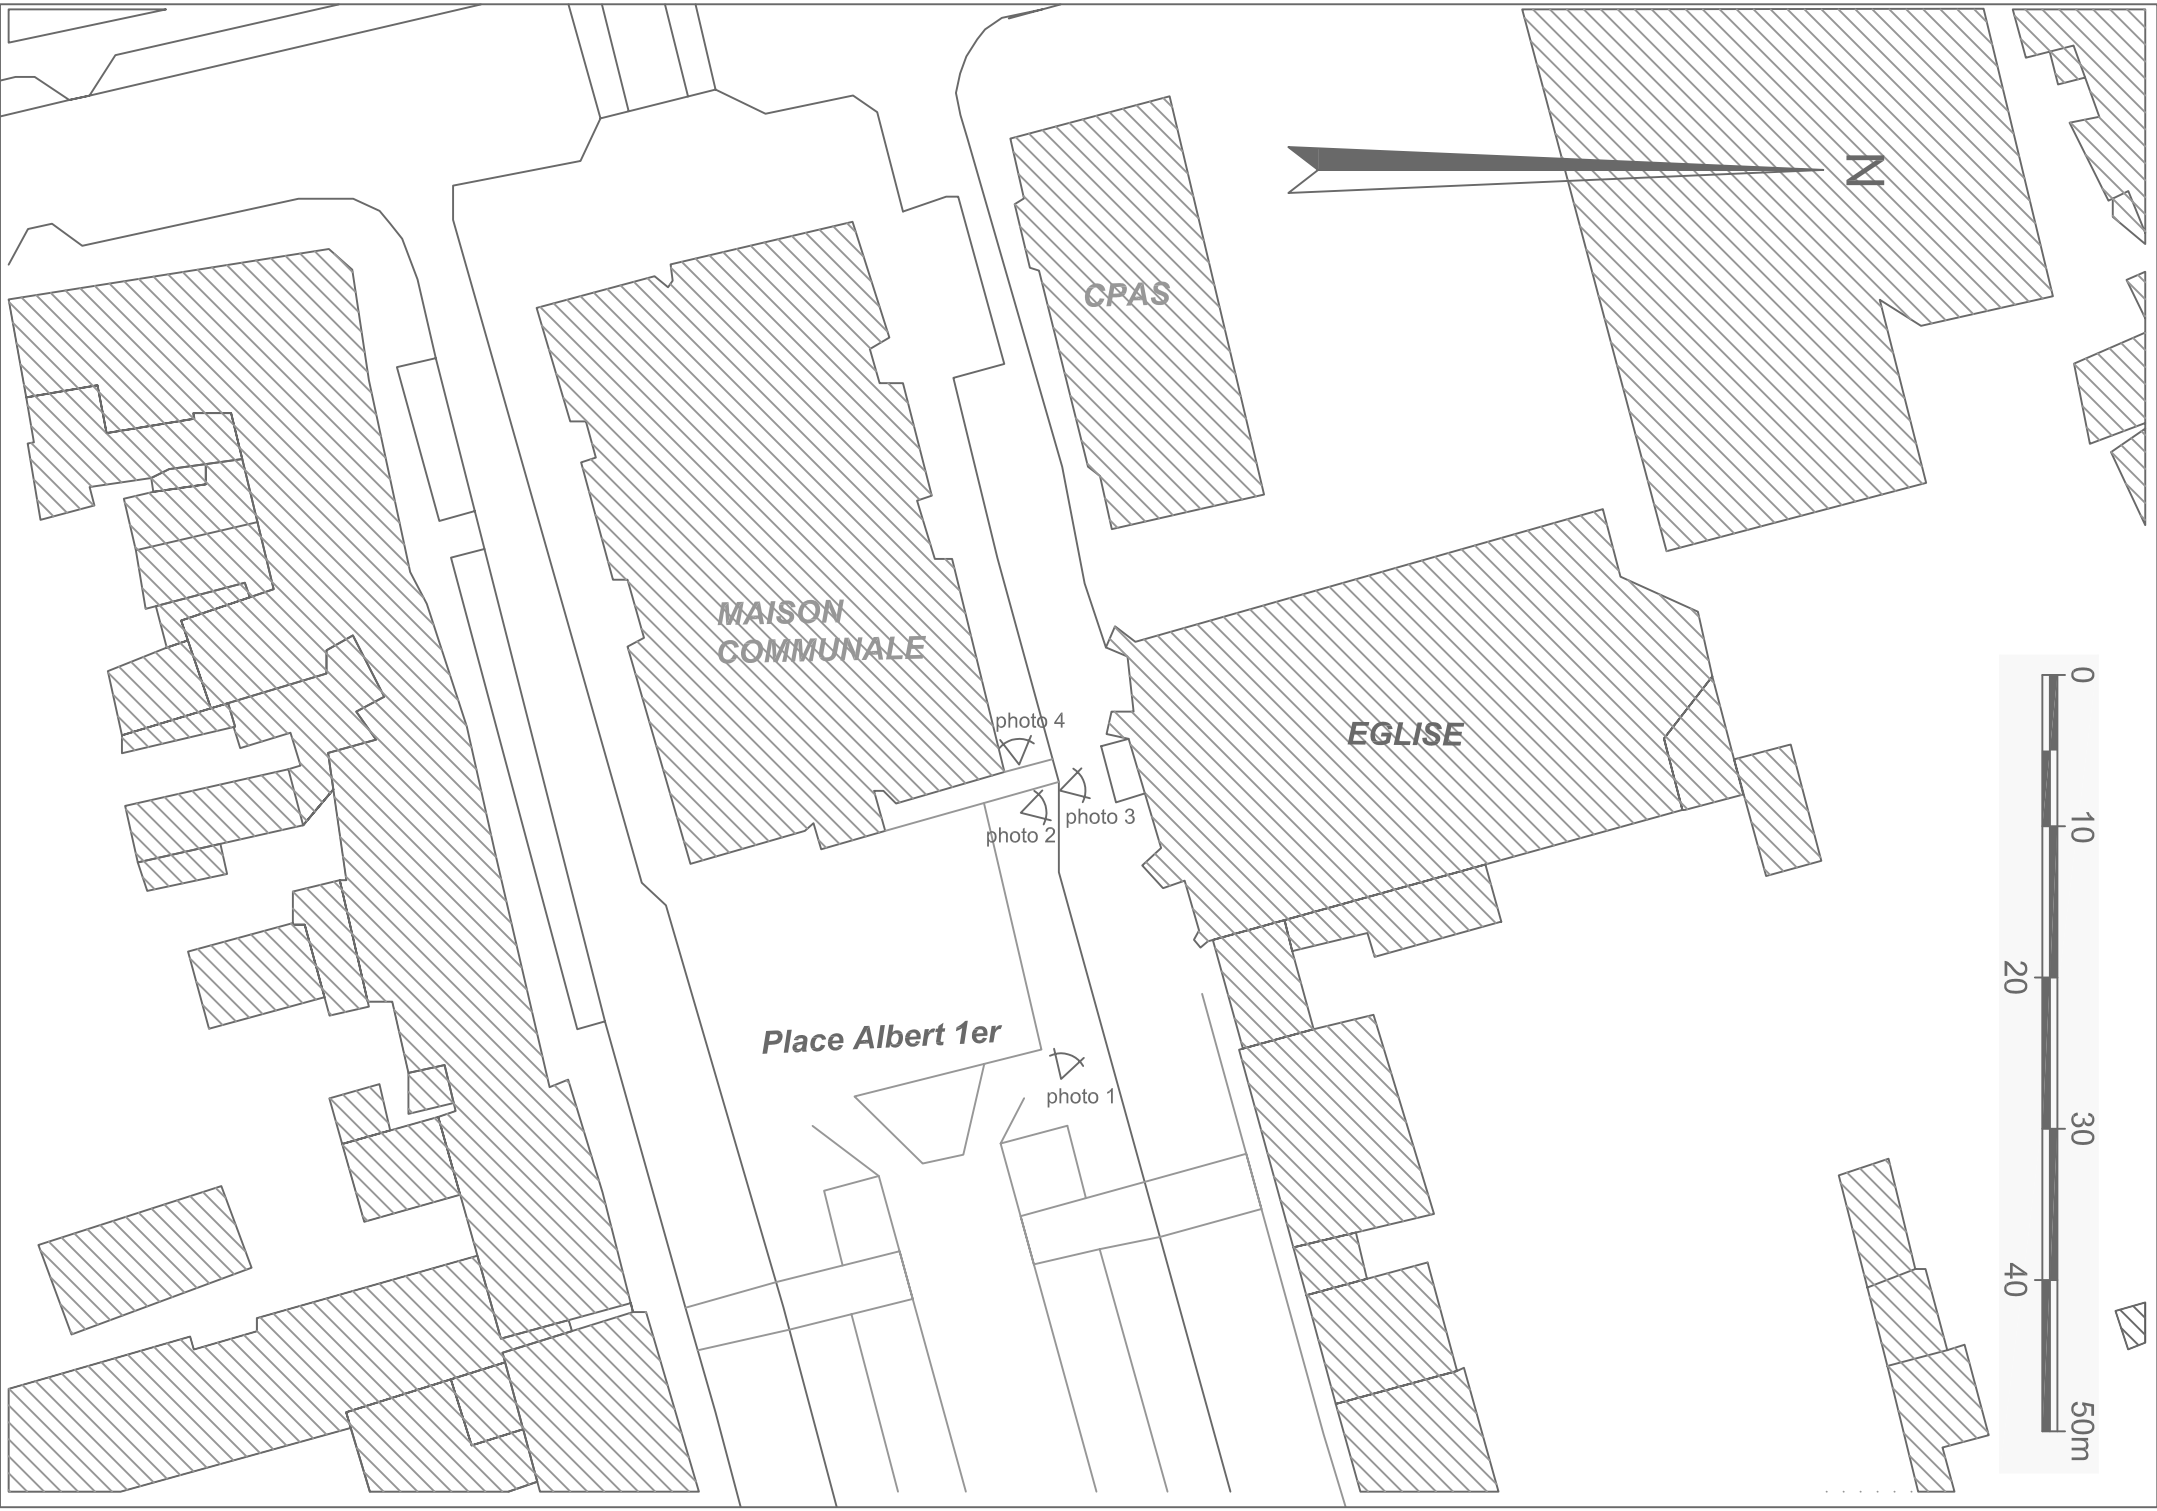 N
CPAS
MAISON
COMMUNALE
photo 4
EGLISE
photo 3
photo 2
Place Albert 1er
photo 1
0
10
20
30
40
50m